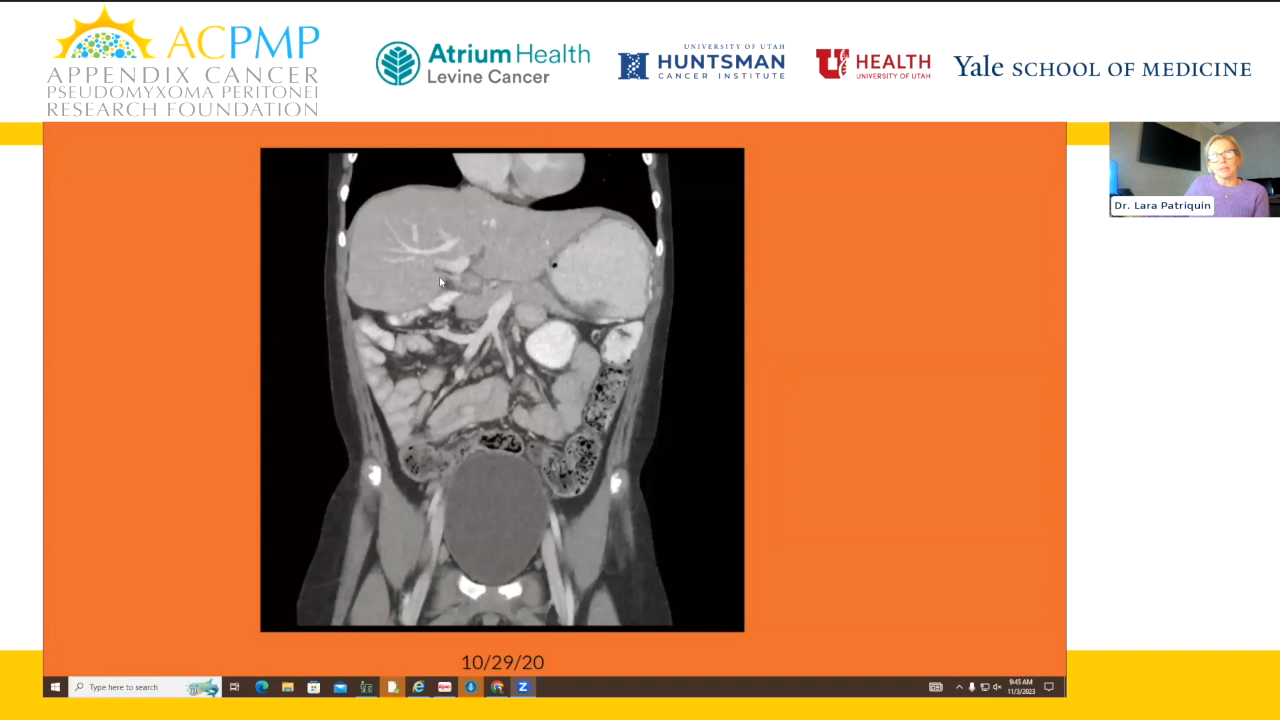 ACPMP
APPENDIX CANCER
PSEUDOMYXOMA PERITONEI
RESEARCH FOUNDATION
Atrium Health
Levine Cancer
UNIVERSITY OF UTAH
HUNTSMAN
CANCER INSTITUTE
HEALTH
UNIVERSITY OF UTAH
Yale SCHOOL OF MEDICINE
Dr. Lara Patriquin
10/29/20
Type here to search
9:45 AM
11/3/2023